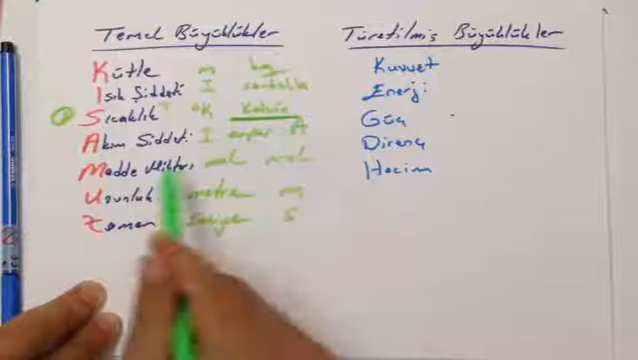 Temel Büyüklükler
Kütle m kg
Işık Şiddeti I candela
Sıcaklık T °K Kelvin
Akım Şiddeti I amper A
Madde Miktarı mol mol
Uzunluk metre m
Zaman Saniye s
Türetilmiş Büyüklükler
Kuvvet
Enerji
Güç
Direnç
Hacim